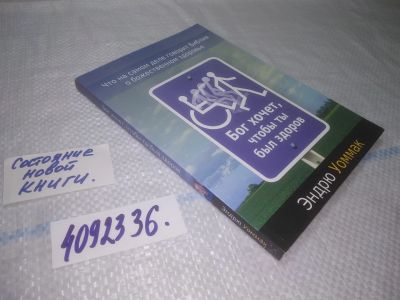 Что на самом деле говорит Библия
о божественном здоровье
Бог хочет,
чтобы ты
был здоров
Эндрю Уоммак
Состояние
новой
книги.
4092336.